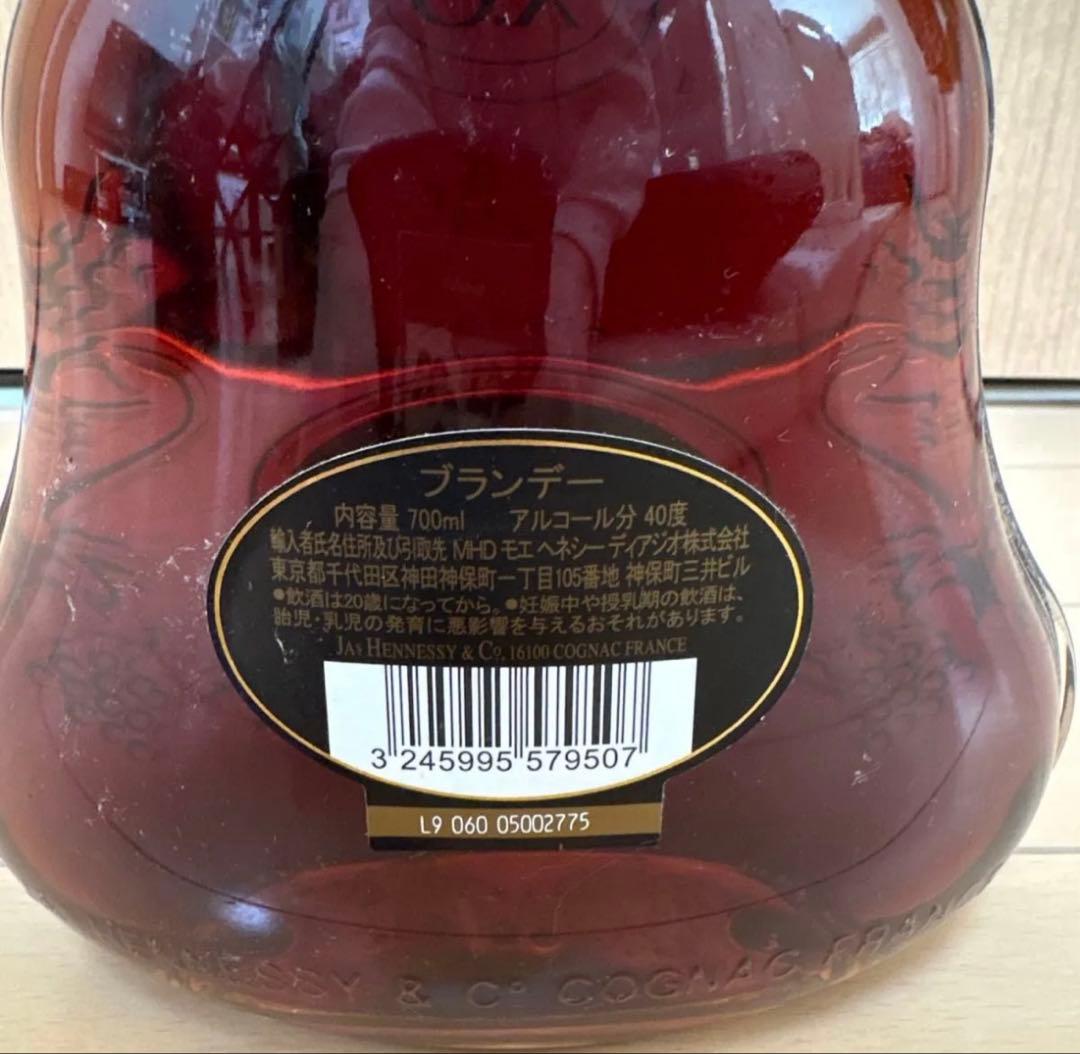 X.O
ブランデー
内容量 700ml アルコール分 40度
輸入者氏名住所及び引取先 MHD モエ ヘネシー ディアジオ株式会社
東京都千代田区神田神保町一丁目105番地 神保町三井ビル
●飲酒は20歳になってから。●妊娠中や授乳期の飲酒は、
胎児・乳児の発育に悪影響を与えるおそれがあります。
JAS HENNESSY & CO, 16100 COGNAC FRANCE
3 245995 579507
L9 060 05002775
HENNESSY & Co COGNAC FRANC